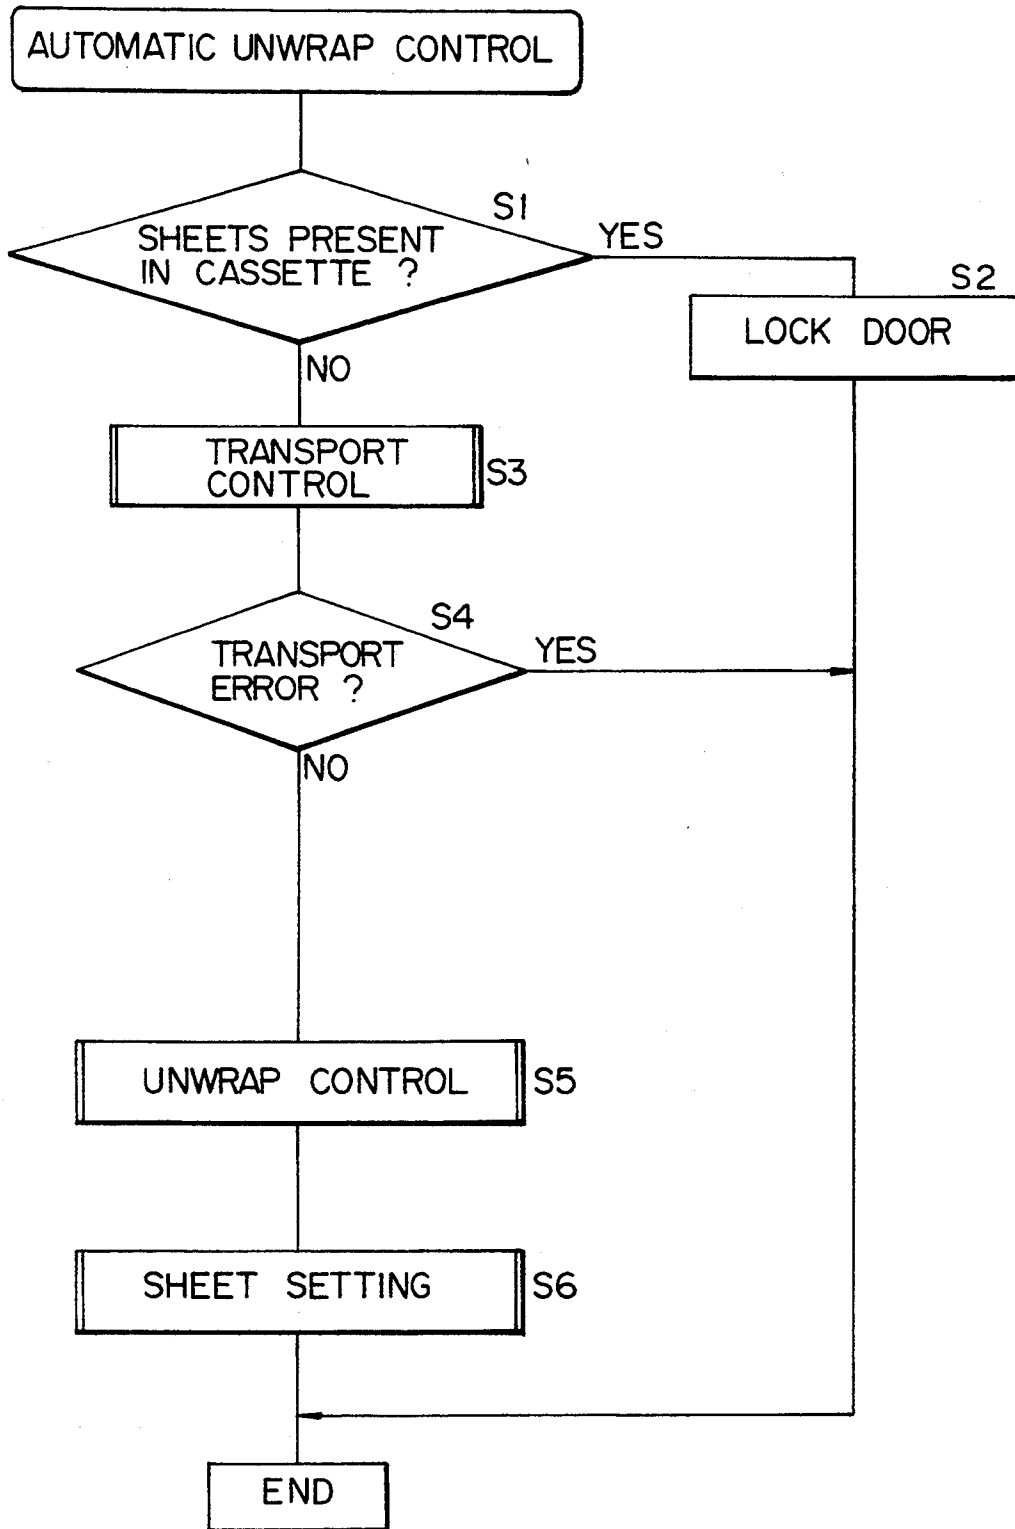 AUTOMATIC UNWRAP CONTROL
S1
SHEETS PRESENT
IN CASSETTE ?
YES
S2
LOCK DOOR
NO
TRANSPORT
CONTROL
S3
S4
TRANSPORT
ERROR ?
YES
NO
UNWRAP CONTROL
S5
SHEET SETTING
S6
END